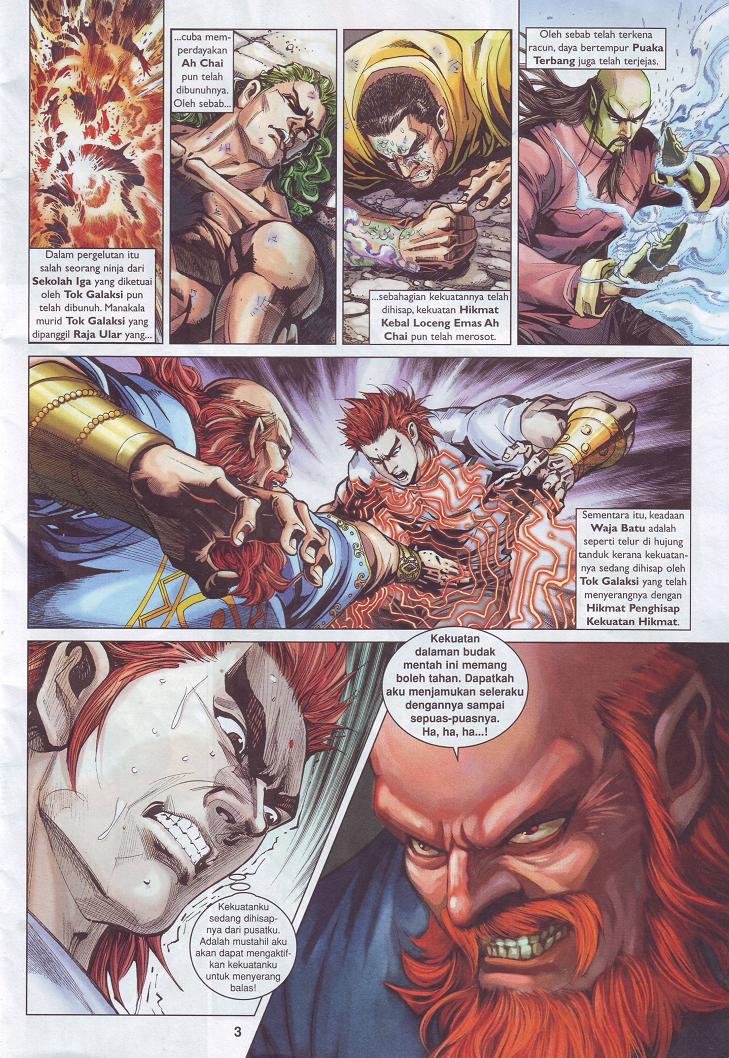 Dalam pergelutan itu
salah seorang ninja dari
Sekolah Iga yang diketuai
oleh Tok Galaksi pun
telah dibunuh. Manakala
murid Tok Galaksi yang
dipanggil Raja Ular yang...
...cuba mem-
perdayakan
Ah Chai
pun telah
dibunuhnya.
Oleh sebab...
...sebahagian kekuatannya telah
dihisap, kekuatan Hikmat
Kebal Loceng Emas Ah
Chai pun telah merosot.
Oleh sebab telah terkena
racun, daya bertempur Puaka
Terbang juga telah terjejas.
Sementara itu, keadaan
Waja Batu adalah
seperti telur di hujung
tanduk kerana kekuatan-
nya sedang dihisap oleh
Tok Galaksi yang telah
menyerangnya dengan
Hikmat Penghisap
Kekuatan Hikmat.
Kekuatanku
sedang dihisap-
nya dari pusatku.
Adalah mustahil aku
akan dapat mengaktif-
kan kekuatanku
untuk menyerang
balas!
Kekuatan
dalaman budak
mentah ini memang
boleh tahan. Dapatkah
aku menjamukan seleraku
dengannya sampai
sepuas-puasnya.
Ha, ha, ha...!
3